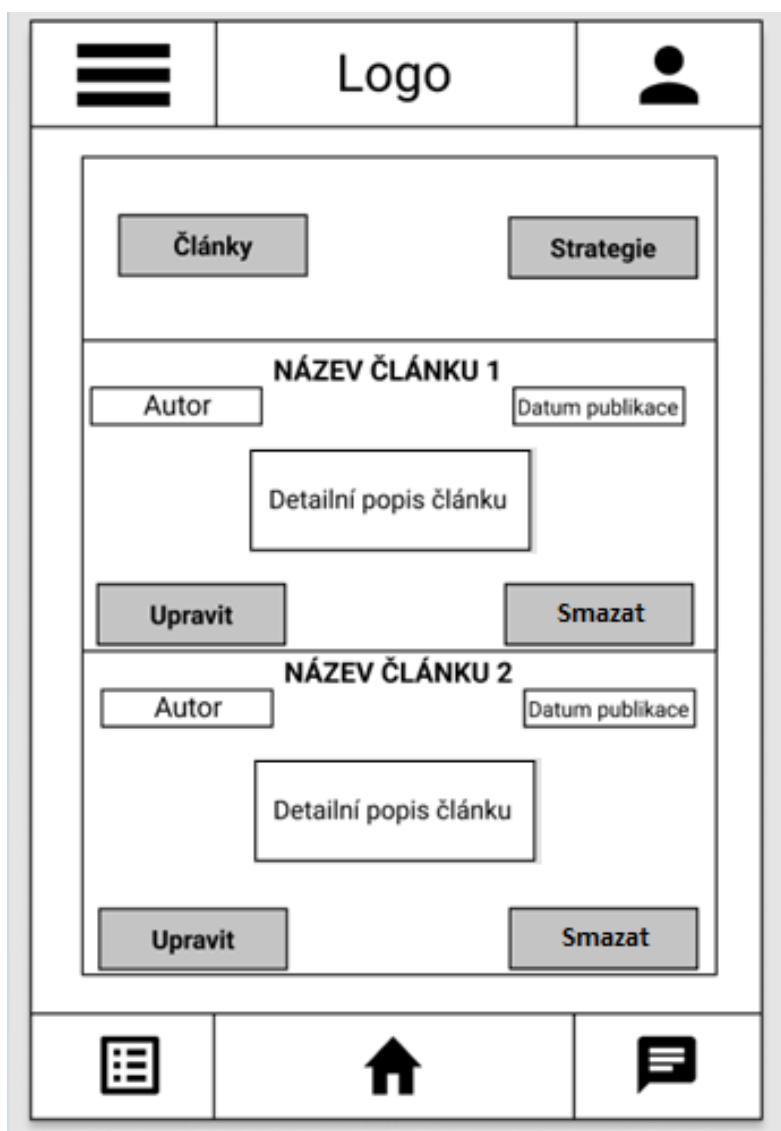 Logo
Články
Strategie
NÁZEV ČLÁNKU 1
Autor
Datum publikace
Detailní popis článku
Upravit
Smazat
NÁZEV ČLÁNKU 2
Autor
Datum publikace
Detailní popis článku
Upravit
Smazat